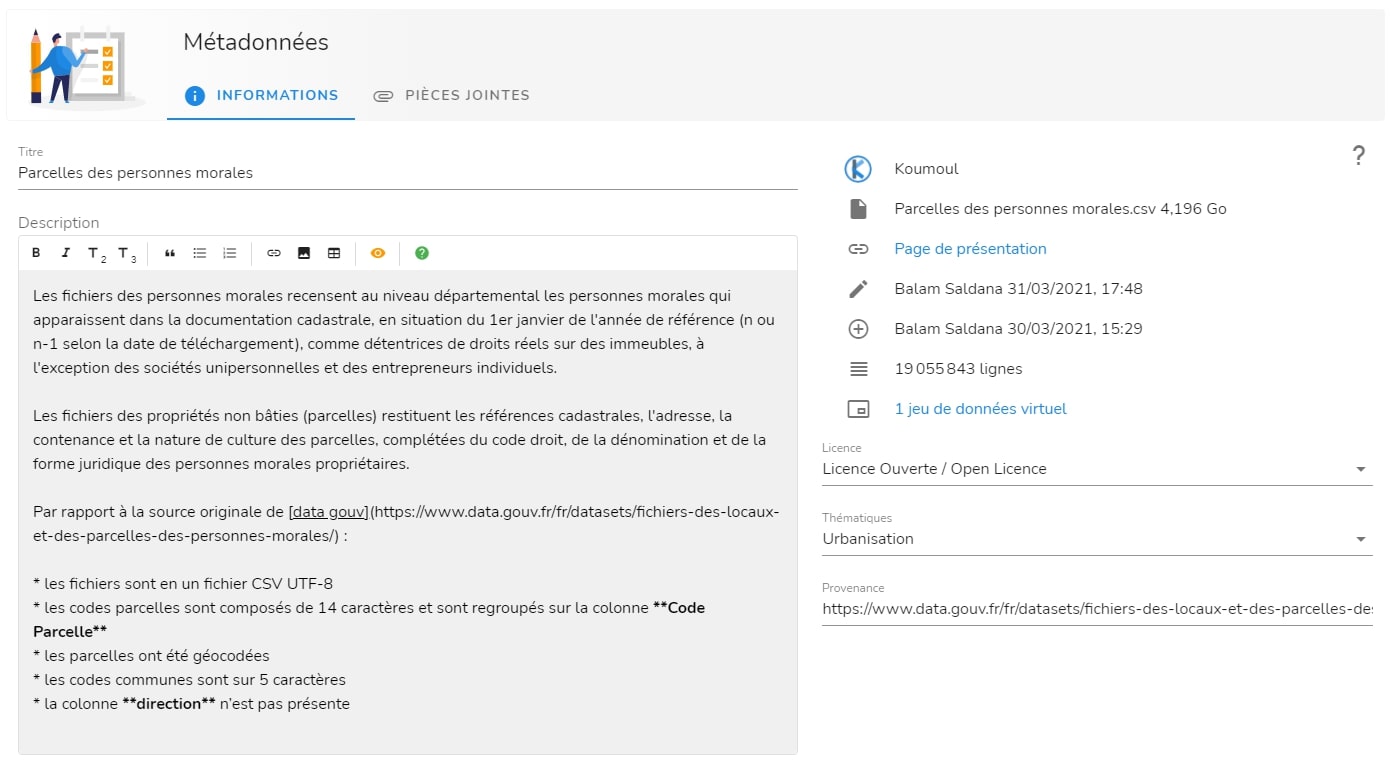 Métadonnées
INFORMATIONS
PIÈCES JOINTES
Titre
Parcelles des personnes morales
Description
B I T2 T3
Les fichiers des personnes morales recensent au niveau départemental les personnes morales qui
apparaissent dans la documentation cadastrale, en situation du 1er janvier de l'année de référence (n ou
n-1 selon la date de téléchargement), comme détentrices de droits réels sur des immeubles, à
l'exception des sociétés unipersonnelles et des entrepreneurs individuels.
Les fichiers des propriétés non bâties (parcelles) restituent les références cadastrales, l'adresse, la
contenance et la nature de culture des parcelles, complétées du code droit, de la dénomination et de la
forme juridique des personnes morales propriétaires.
Par rapport à la source originale de [data gouv](https://www.data.gouv.fr/fr/datasets/fichiers-des-locaux-
et-des-parcelles-des-personnes-morales/) :
* les fichiers sont en un fichier CSV UTF-8
* les codes parcelles sont composés de 14 caractères et sont regroupés sur la colonne **Code
Parcelle**
* les parcelles ont été géocodées
* les codes communes sont sur 5 caractères
* la colonne **direction** n'est pas présente
?
Koumoul
Parcelles des personnes morales.csv 4,196 Go
Page de présentation
Balam Saldana 31/03/2021, 17:48
Balam Saldana 30/03/2021, 15:29
19 055 843 lignes
1 jeu de données virtuel
Licence
Licence Ouverte / Open Licence
Thématiques
Urbanisation
Provenance
https://www.data.gouv.fr/fr/datasets/fichiers-des-locaux-et-des-parcelles-des